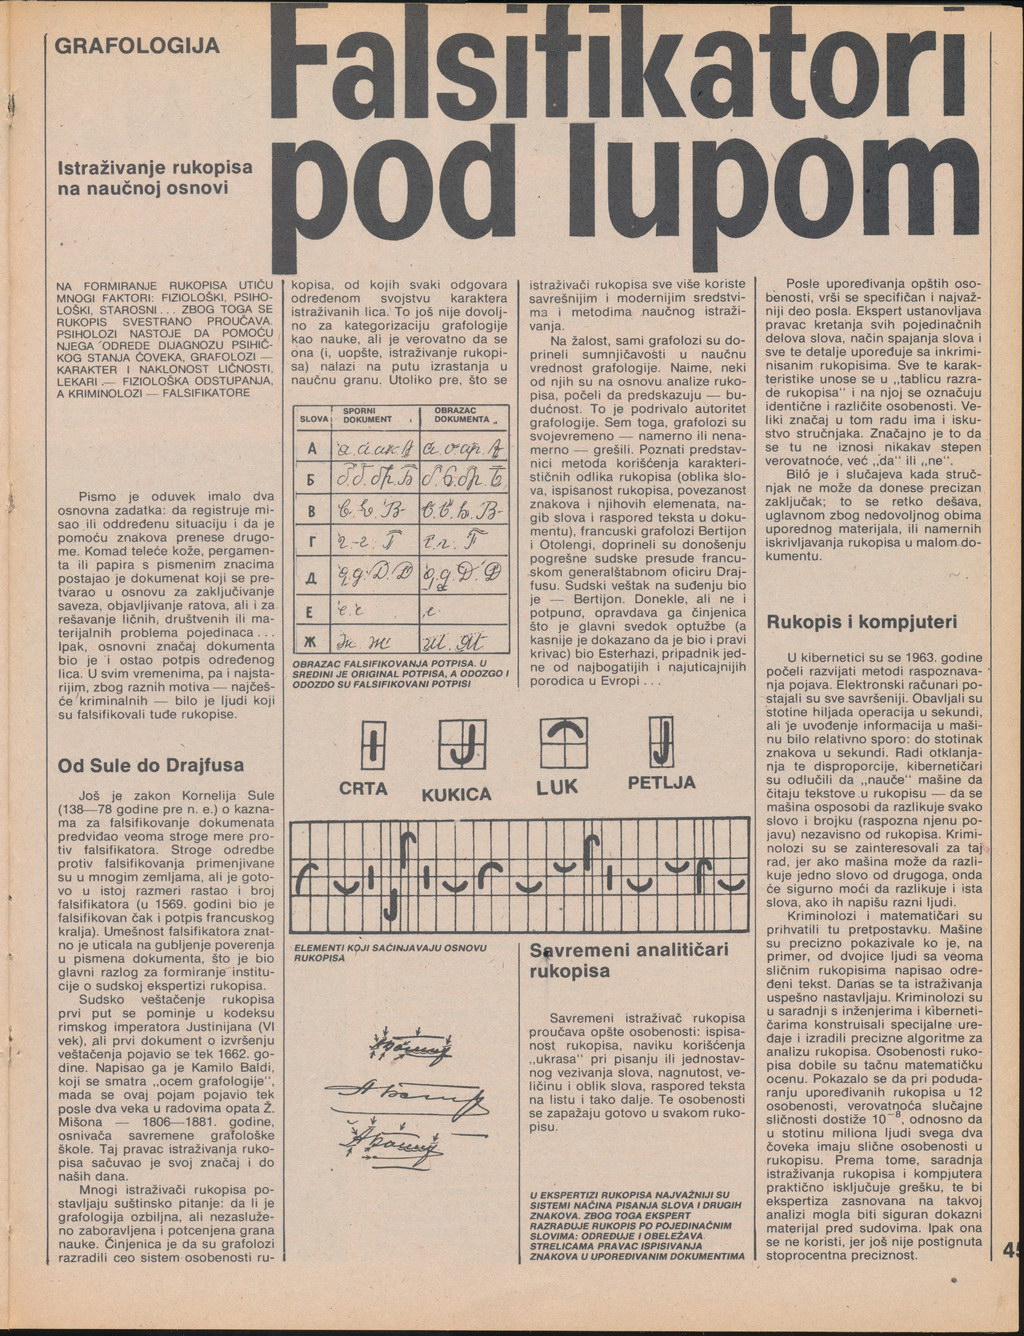 GRAFOLOGIJA
Falsifikatori
pod lupom
Istraživanje rukopisa
na naučnoj osnovi
NA FORMIRANJE RUKOPISA UTIČU
MNOGI FAKTORI: FIZIOLOŠKI, PSIHO-
LOŠKI, STAROSNI . . . ZBOG TOGA SE
RUKOPIS SVESTRANO PROUČAVA.
PSIHOLOZI NASTOJE DA POMOĆU
NJEGA ODREDE DIJAGNOZU PSIHIČ-
KOG STANJA ČOVEKA, GRAFOLOZI —
KARAKTER I NAKLONOSTI LIČNOSTI,
LEKARI — FIZIOLOŠKA ODSTUPANJA,
A KRIMINOLOZI — FALSIFIKATORE
Pismo je oduvek imalo dva
osnovna zadatka: da registruje mi-
sao ili oddređenu situaciju i da je
pomoću znakova prenese drugo-
me. Komad teleće kože, pergamen-
ta ili papira s pismenim znacima
postajao je dokumenat koji se pre-
tvarao u osnovu za zaključivanje
saveza, objavljivanje ratova, ali i za
rešavanje ličnih, društvenih ili ma-
terijalnih problema pojedinaca . . .
Ipak, osnovni značaj dokumenta
bio je i ostao potpis određenog
lica. U svim vremenima, pa i najsta-
rijim, zbog raznih motiva — najčeš-
će kriminalnih — bilo je ljudi koji
su falsifikovali tuđe rukopise.
Od Sule do Drajfusa
Još je zakon Kornelija Sule
(138—78 godine pre n. e.) o kazna-
ma za falsifikovanje dokumenata
predviđao veoma stroge mere pro-
tiv falsifikatora. Stroge odredbe
protiv falsifikovanja primenjivane
su u mnogim zemljama, ali je goto-
vo u istoj razmeri rastao i broj
falsifikatora (u 1569. godini bio je
falsifikovan čak i potpis francuskog
kralja). Umešnost falsifikatora znat-
no je uticala na gubljenje poverenja
u pismena dokumenta, što je bio
glavni razlog za formiranje institu-
cije o sudskoj ekspertizi rukopisa.
Sudsko veštačenje rukopisa
prvi put se pominje u kodeksu
rimskog imperatora Justinijana (VI
vek), ali prvi dokument o izvršenju
veštačenja pojavio se tek 1662. go-
dine. Napisao ga je Kamilo Baldi,
koji se smatra „ocem grafologije“,
mada se ovaj pojam pojavio tek
posle dva veka u radovima opata Ž.
Mišona — 1806—1881. godine,
osnivača savremene grafološke
škole. Taj pravac istraživanja ruko-
pisa sačuvao je svoj značaj i do
naših dana.
Mnogi istraživači rukopisa po-
stavljaju suštinsko pitanje: da li je
grafologija ozbiljna, ali nezasluže-
no zaboravljena i potcenjena grana
nauke. Činjenica je da su grafolozi
razradili ceo sistem osobenosti ru-
kopisa, od kojih svaki odgovara
određenom svojstvu karaktera
istraživanih lica. To još nije dovolj-
no za kategorizaciju grafologije
kao nauke, ali je verovatno da se
ona (i, uopšte, istraživanje rukopi-
sa) nalazi na putu izrastanja u
naučnu granu. Utoliko pre, što se
SLOVA
SPORNI
DOKUMENT
OBRAZAC
DOKUMENTA
А
Б
В
Г
Д
Е
Ж
OBRAZAC FALSIFIKOVANJA POTPISA. U
SREDINI JE ORIGINAL POTPISA, A ODOZGO I
ODOZDO SU FALSIFIKOVANI POTPISI
CRTA
KUKICA
LUK
PETLJA
ELEMENTI KOJI SAČINJAVAJU OSNOVU
RUKOPISA
istraživači rukopisa sve više koriste
savrešnijim i modernijim sredstvi-
ma i metodima naučnog istraži-
vanja.
Na žalost, sami grafolozi su do-
prineli sumnjičavosti u naučnu
vrednost grafologije. Naime, neki
od njih su na osnovu analize ruko-
pisa, počeli da predskazuju — bu-
dućnost. To je podrivalo autoritet
grafologije. Sem toga, grafolozi su
svojevremeno — namerno ili nena-
merno — grešili. Poznati predstav-
nici metoda korišćenja karakteri-
stičnih odlika rukopisa (oblika slo-
va, ispisanost rukopisa, povezanost
znakova i njihovih elemenata, na-
gib slova i raspored teksta u doku-
mentu), francuski grafolozi Bertijon
i Otolengi, doprineli su donošenju
pogrešne sudske presude francu-
skom generalštabnom oficiru Draj-
fusu. Sudski veštak na suđenju bio
je — Bertijon. Donekle, ali ne i
potpuno, opravdava ga činjenica
što je glavni svedok optužbe (a
kasnije je dokazano da je bio i pravi
krivac) bio Esterhazi, pripadnik jed-
ne od najbogatijih i najuticajnijih
porodica u Evropi . . .
Savremeni analitičari
rukopisa
Savremeni istraživač rukopisa
proučava opšte osobenosti: ispisa-
nost rukopisa, naviku korišćenja
„ukrasa“ pri pisanju ili jednostav-
nog vezivanja slova, nagnutost, ve-
ličinu i oblik slova, raspored teksta
na listu i tako dalje. Te osobenosti
se zapažaju gotovo u svakom ruko-
pisu.
U EKSPERTIZI RUKOPISA NAJVAŽNIJI SU
SISTEMI NAČINA PISANJA SLOVA I DRUGIH
ZNAKOVA. ZBOG TOGA EKSPERT
RAZRAĐUJE RUKOPIS PO POJEDINAČNIM
SLOVIMA: ODREĐUJE I OBELEŽAVA
STRELICAMA PRAVAC ISPISIVANJA
ZNAKOVA U UPOREĐIVANIM DOKUMENTIMA
Posle upoređivanja opštih oso-
benosti, vrši se specifičan i najvaž-
niji deo posla. Ekspert ustanovljava
pravac kretanja svih pojedinačnih
delova slova, način spajanja slova i
sve te detalje upoređuje sa inkrimi-
nisanim rukopisima. Sve te karak-
teristike unose se u „tablicu razra-
de rukopisa“ i na njoj se označuju
identične i različite osobenosti. Ve-
liki značaj u tom radu ima i isku-
stvo stručnjaka. Značajno je to da
se tu ne iznosi nikakav stepen
verovatnoće, već „da“ ili „ne“.
Bilo je i slučajeva kada struč-
njak ne može da donese precizan
zaključak; to se retko dešava,
uglavnom zbog nedovoljnog obima
uporednog materijala, ili namernih
iskrivljavanja rukopisa u malom do-
kumentu.
Rukopis i kompjuteri
U kibernetici su se 1963. godine
počeli razvijati metodi raspoznava-
nja pojava. Elektronski računari po-
stajali su sve savršeniji. Obavljali su
stotine hiljada operacija u sekundi,
ali je uvođenje informacija u maši-
nu bilo relativno sporo: do stotinak
znakova u sekundi. Radi otklanja-
nja te disproporcije, kibernetičari
su odlučili da „nauče“ mašine da
čitaju tekstove u rukopisu — da se
mašina osposobi da razlikuje svako
slovo i brojku (raspozna njenu po-
javu) nezavisno od rukopisa. Krimi-
nolozi su se zainteresovali za taj
rad, jer ako mašina može da razli-
kuje jedno slovo od drugoga, onda
će sigurno moći da razlikuje i ista
slova, ako ih napišu razni ljudi.
Kriminolozi i matematičari su
prihvatili tu pretpostavku. Mašine
su precizno pokazivale ko je, na
primer, od dvojice ljudi sa veoma
sličnim rukopisima napisao odre-
đeni tekst. Danas se ta istraživanja
uspešno nastavljaju. Kriminolozi su
u saradnji s inženjerima i kiberneti-
čarima konstruisali specijalne ure-
đaje i izradili precizne algoritme za
analizu rukopisa. Osobenosti ruko-
pisa dobile su tačnu matematičku
ocenu. Pokazalo se da pri poduda-
ranju upoređivanih rukopisa u 12
osobenosti, verovatnoća slučajne
sličnosti dostiže 10⁻⁸, odnosno da
u stotinu miliona ljudi svega dva
čoveka imaju slične osobenosti u
rukopisu. Prema tome, saradnja
istraživanja rukopisa i kompjutera
praktično isključuje grešku, te bi
ekspertiza zasnovana na takvoj
analizi mogla biti siguran dokazni
materijal pred sudovima. Ipak ona
se ne koristi, jer još nije postignuta
stoprocentna preciznost.